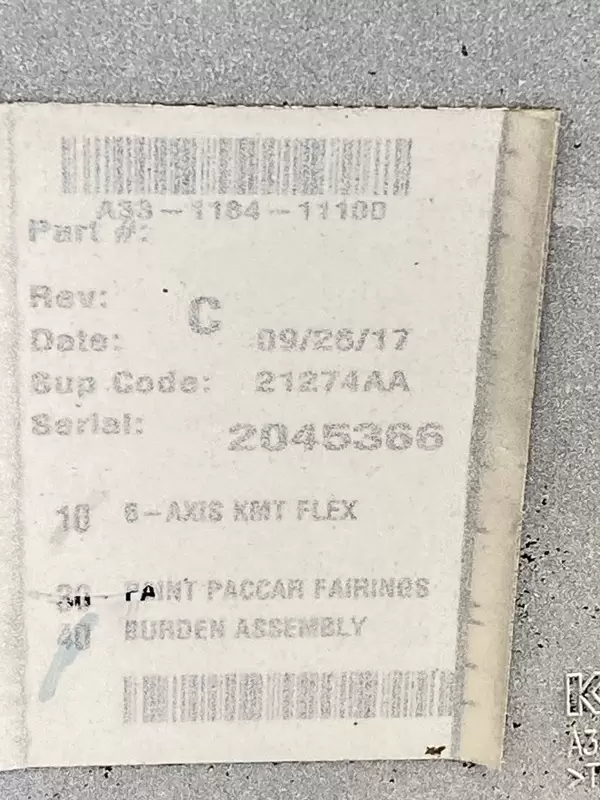 A33-1184-1110D
Part #:
Rev: C
Date: 09/26/17
Sup Code: 21274AA
Serial: 2045366
10 6-AXIS KMT FLEX
30 PAINT PACCAR FAIRINGS
40 BURDEN ASSEMBLY
K
A3
>T